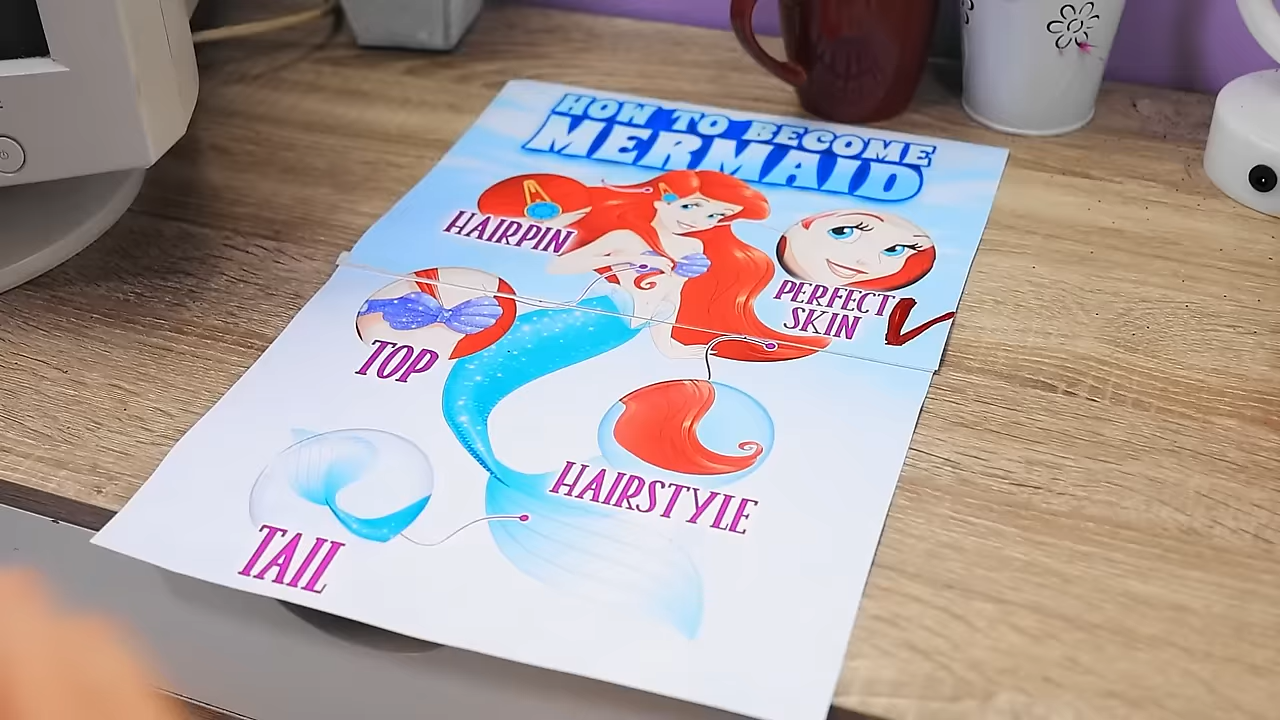 HOW TO BECOME
MERMAID
HAIRPIN
PERFECT
SKIN
TOP
HAIRSTYLE
TAIL